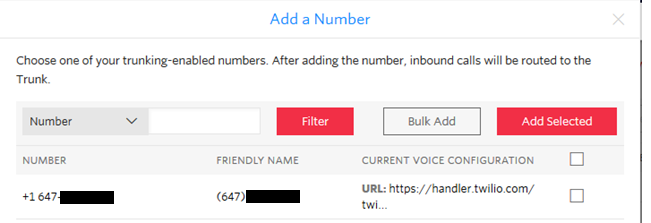 Add a Number
Choose one of your trunking-enabled numbers. After adding the number, inbound calls will be routed to the
Trunk.
Number Filter Bulk Add Add Selected
NUMBER FRIENDLY NAME CURRENT VOICE CONFIGURATION
+1 647- (647) URL: https://handler.twilio.com/
twi...